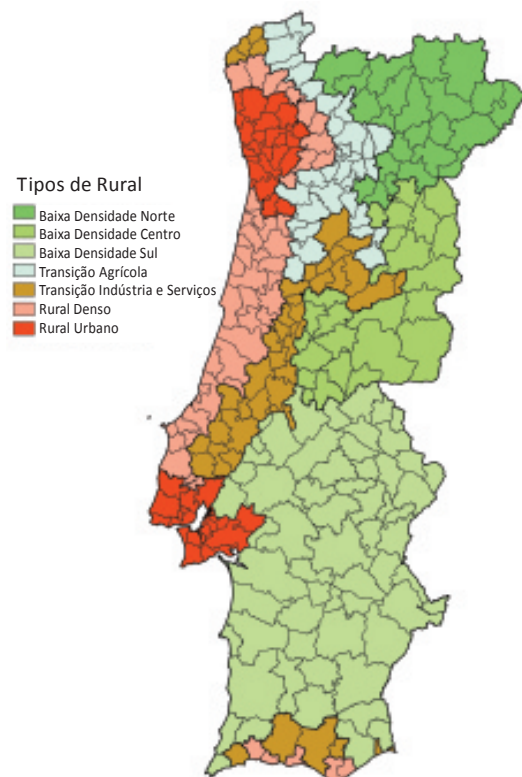 Tipos de Rural
Baixa Densidade Norte
Baixa Densidade Centro
Baixa Densidade Sul
Transição Agrícola
Transição Indústria e Serviços
Rural Denso
Rural Urbano